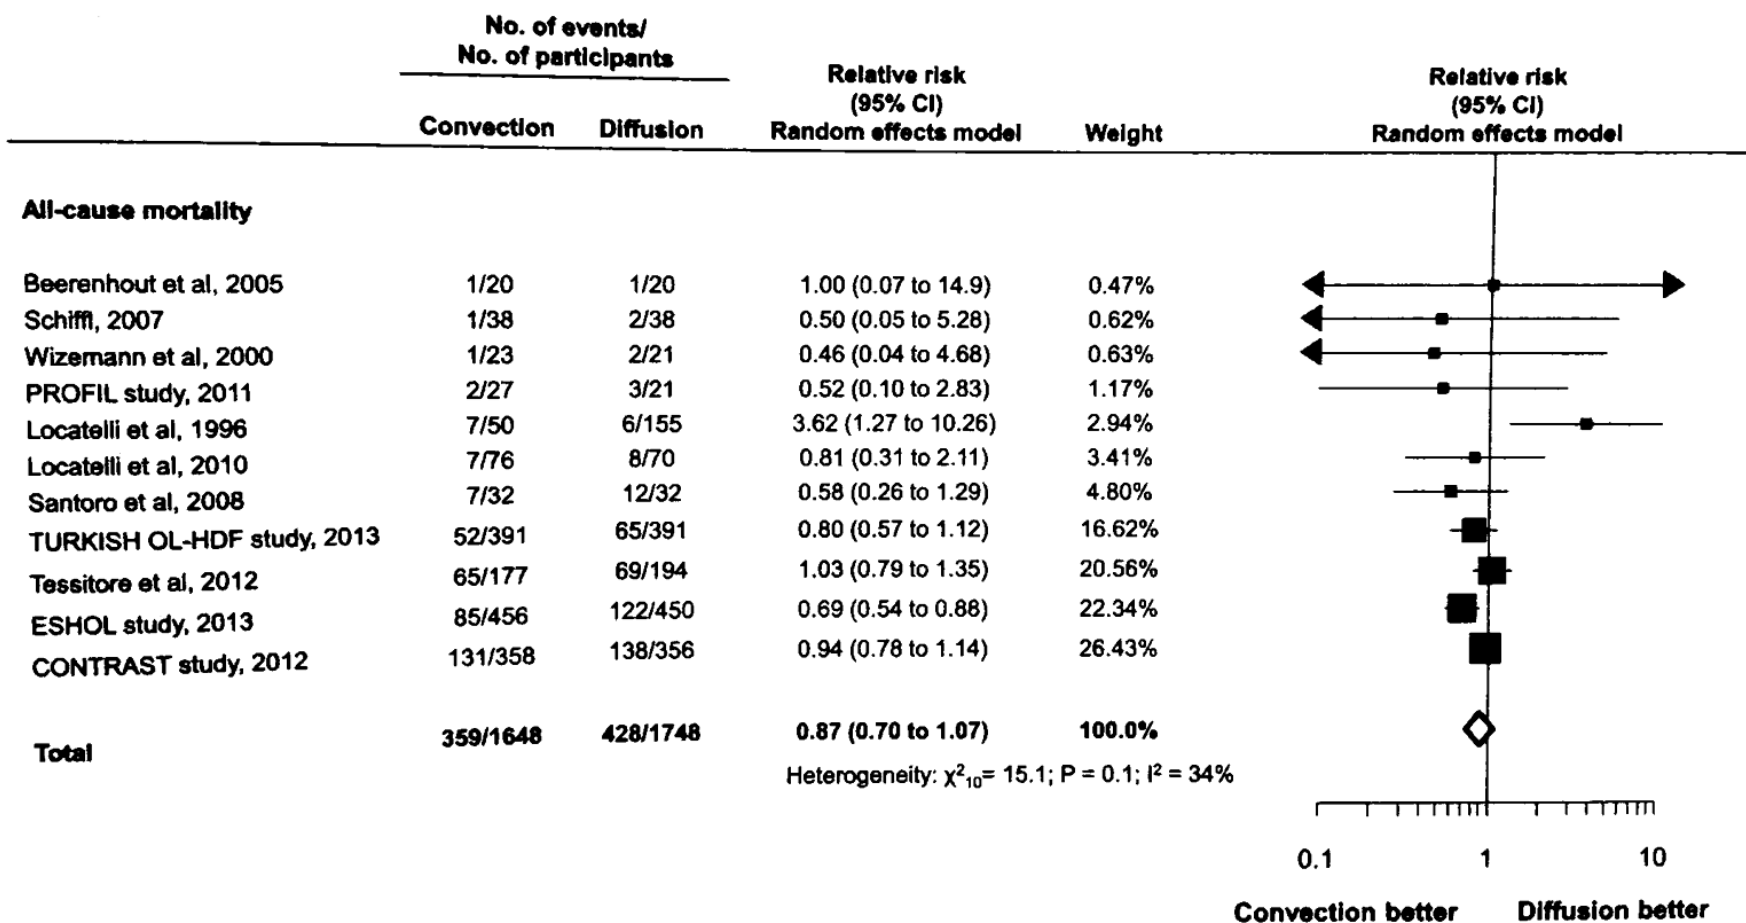 No. of events/
No. of participants
Relative risk
(95% CI)
Random effects model
Relative risk
(95% CI)
Random effects model
Convection Diffusion Weight
All-cause mortality
Beerenhout et al, 2005 1/20 1/20 1.00 (0.07 to 14.9) 0.47%
Schiffl, 2007 1/38 2/38 0.50 (0.05 to 5.28) 0.62%
Wizemann et al, 2000 1/23 2/21 0.46 (0.04 to 4.68) 0.63%
PROFIL study, 2011 2/27 3/21 0.52 (0.10 to 2.83) 1.17%
Locatelli et al, 1996 7/50 6/155 3.62 (1.27 to 10.26) 2.94%
Locatelli et al, 2010 7/76 8/70 0.81 (0.31 to 2.11) 3.41%
Santoro et al, 2008 7/32 12/32 0.58 (0.26 to 1.29) 4.80%
TURKISH OL-HDF study, 2013 52/391 65/391 0.80 (0.57 to 1.12) 16.62%
Tessitore et al, 2012 65/177 69/194 1.03 (0.79 to 1.35) 20.56%
ESHOL study, 2013 85/456 122/450 0.69 (0.54 to 0.88) 22.34%
CONTRAST study, 2012 131/358 138/356 0.94 (0.78 to 1.14) 26.43%
Total 359/1648 428/1748 0.87 (0.70 to 1.07) 100.0%
Heterogeneity: χ²₁₀= 15.1; P = 0.1; I² = 34%
0.1 1 10
Convection better Diffusion better